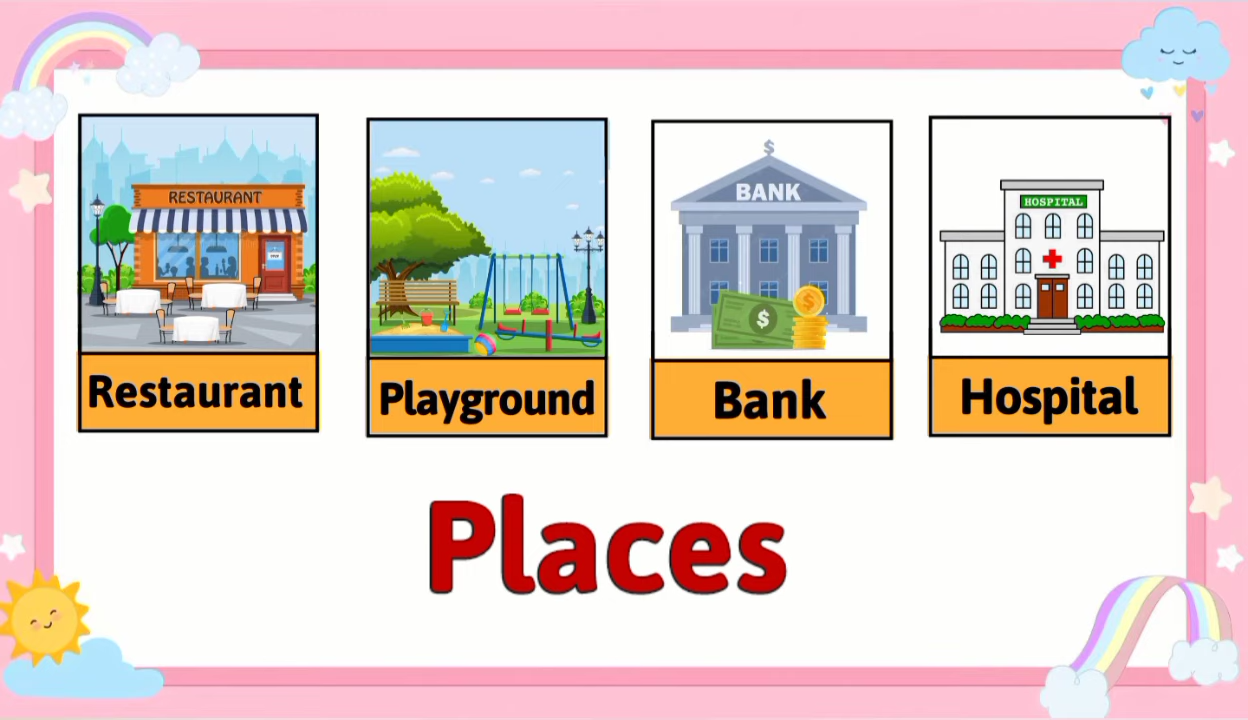 RESTAURANT
Restaurant
Playground
$
BANK
$
$
Bank
HOSPITAL
Hospital
Places